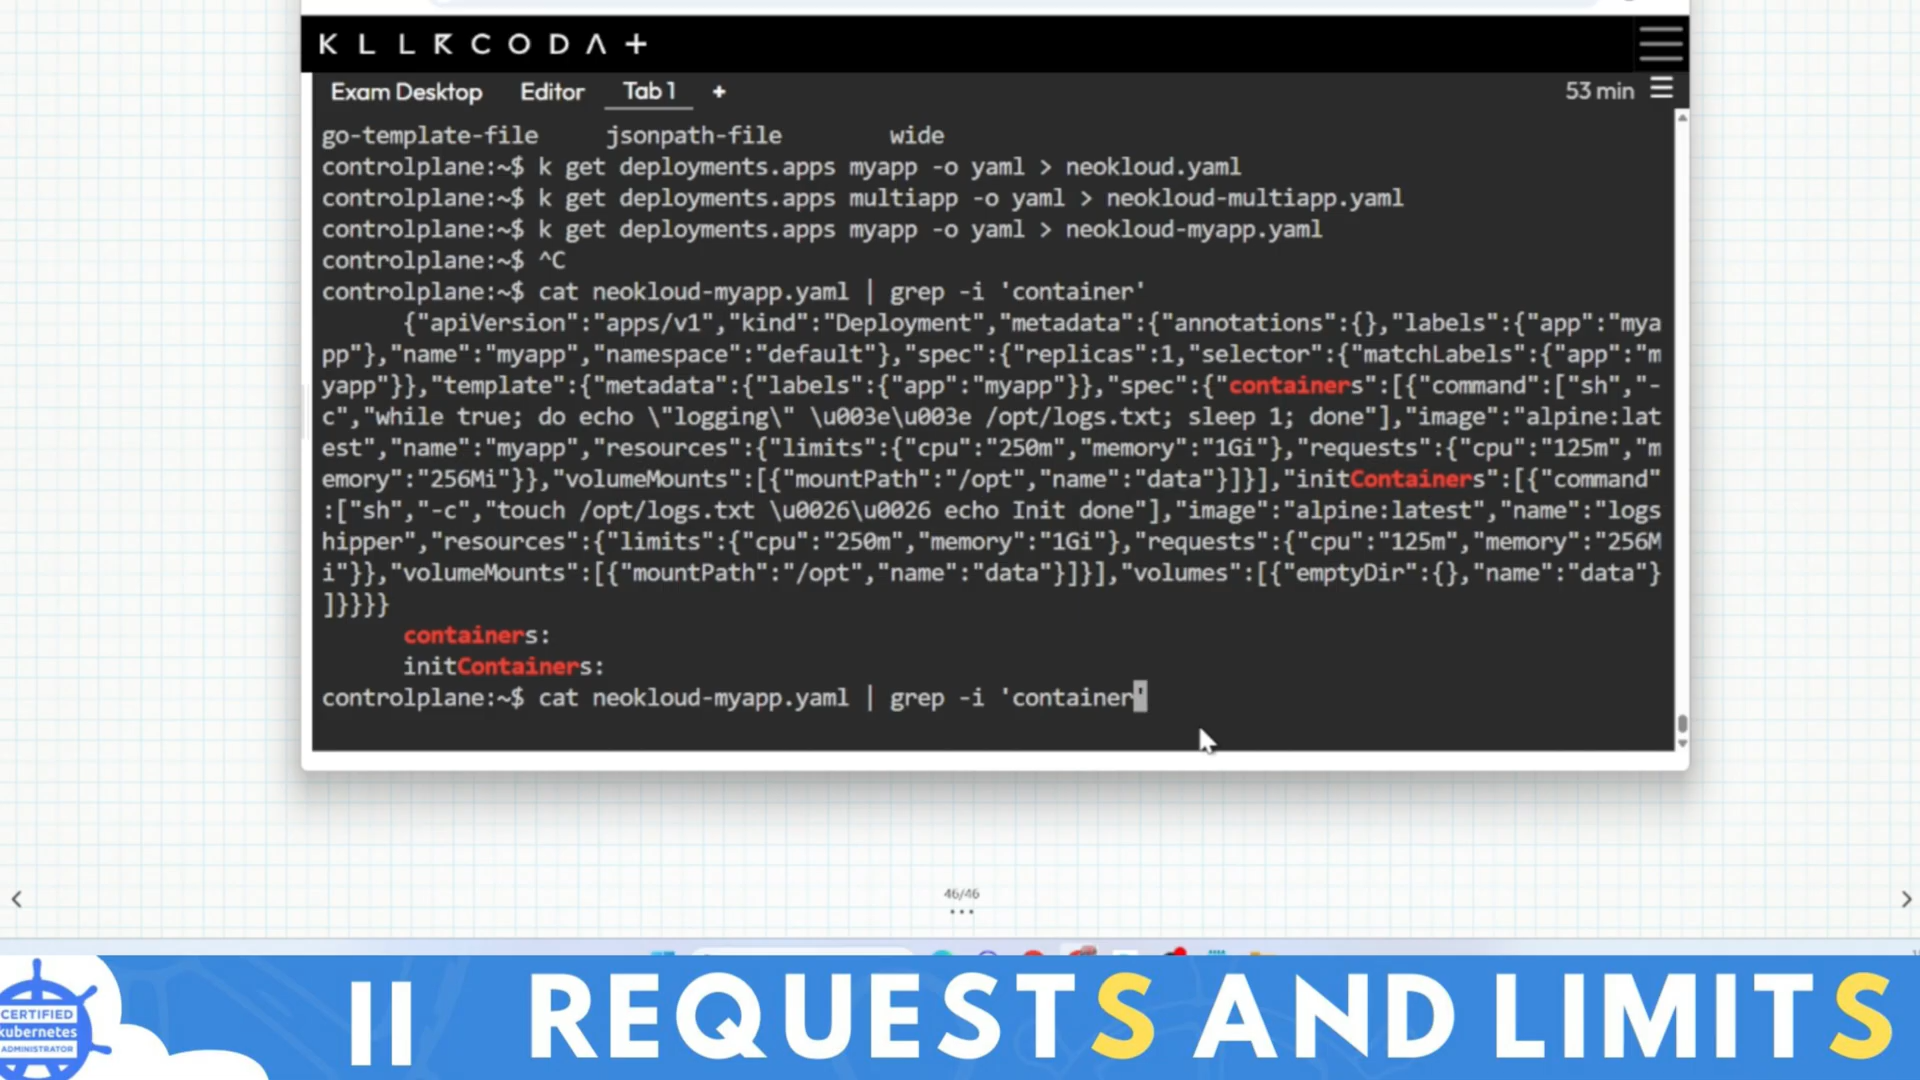 KLLRCODA+
Exam Desktop Editor Tab 1 + 53 min
go-template-file jsonpath-file wide
controlplane:~$ k get deployments.apps myapp -o yaml > neokloud.yaml
controlplane:~$ k get deployments.apps multiapp -o yaml > neokloud-multiapp.yaml
controlplane:~$ k get deployments.apps myapp -o yaml > neokloud-myapp.yaml
controlplane:~$ ^C
controlplane:~$ cat neokloud-myapp.yaml | grep -i 'container'
{"apiVersion":"apps/v1","kind":"Deployment","metadata":{"annotations":{},"labels":{"app":"mya
pp"},"name":"myapp","namespace":"default"},"spec":{"replicas":1,"selector":{"matchLabels":{"app":"m
yapp"}},"template":{"metadata":{"labels":{"app":"myapp"}},"spec":{"containers":[{"command":["sh","-
c","while true; do echo \"logging\" \u003e\u003e /opt/logs.txt; sleep 1; done"],"image":"alpine:lat
est","name":"myapp","resources":{"limits":{"cpu":"250m","memory":"1Gi"},"requests":{"cpu":"125m","m
emory":"256Mi"}},"volumeMounts":[{"mountPath":"/opt","name":"data"}]}],"initContainers":[{"command"
:["sh","-c","touch /opt/logs.txt \u0026\u0026 echo Init done"],"image":"alpine:latest","name":"logs
hipper","resources":{"limits":{"cpu":"250m","memory":"1Gi"},"requests":{"cpu":"125m","memory":"256M
i"}},"volumeMounts":[{"mountPath":"/opt","name":"data"}]}],"volumes":[{"emptyDir":{},"name":"data"}
]}}}}
containers:
initContainers:
controlplane:~$ cat neokloud-myapp.yaml | grep -i 'container'
46/46
CERTIFIED
kubernetes
ADMINISTRATOR
II REQUESTS AND LIMITS